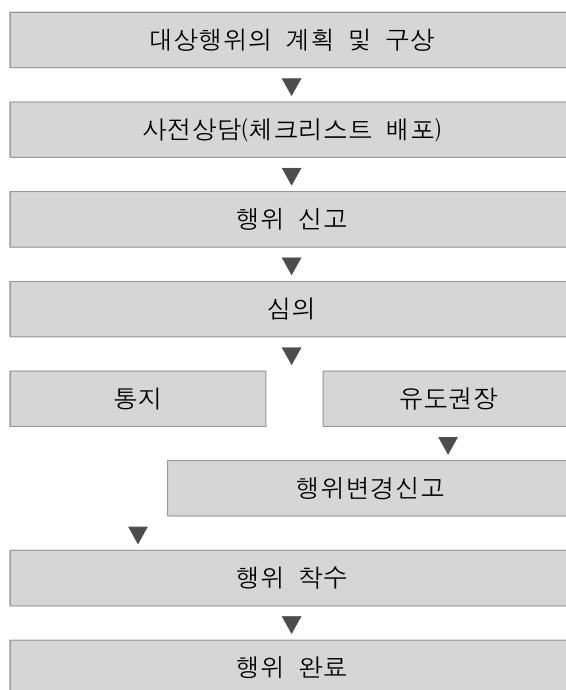 대상행위의 계획 및 구상
사전상담(체크리스트 배포)
행위 신고
심의
통지
유도권장
행위변경신고
행위 착수
행위 완료